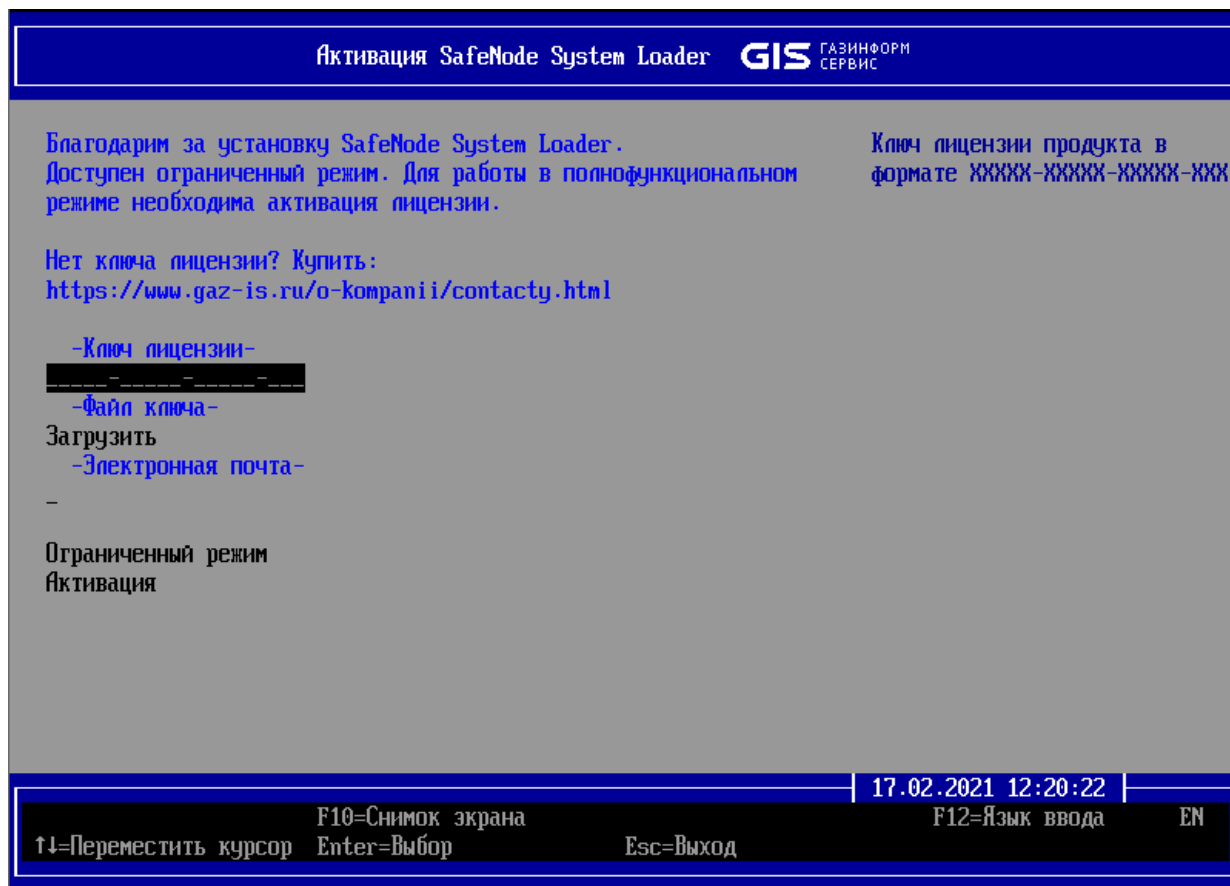 Активация SafeNode System Loader GIS ГАЗИНФОРМ СЕРВИС
Благодарим за установку SafeNode System Loader.
Доступен ограниченный режим. Для работы в полнофункциональном
режиме необходима активация лицензии.
Нет ключа лицензии? Купить:
https://www.gaz-is.ru/o-kompanii/contacty.html
-Ключ лицензии-
_____-_____-_____-___
-Файл ключа-
Загрузить
-Электронная почта-
_
Ограниченный режим
Активация
Ключ лицензии продукта в
формате XXXXX-XXXXX-XXXXX-XXX
17.02.2021 12:20:22
F10=Снимок экрана F12=Язык ввода EN
↑↓=Переместить курсор Enter=Выбор Esc=Выход